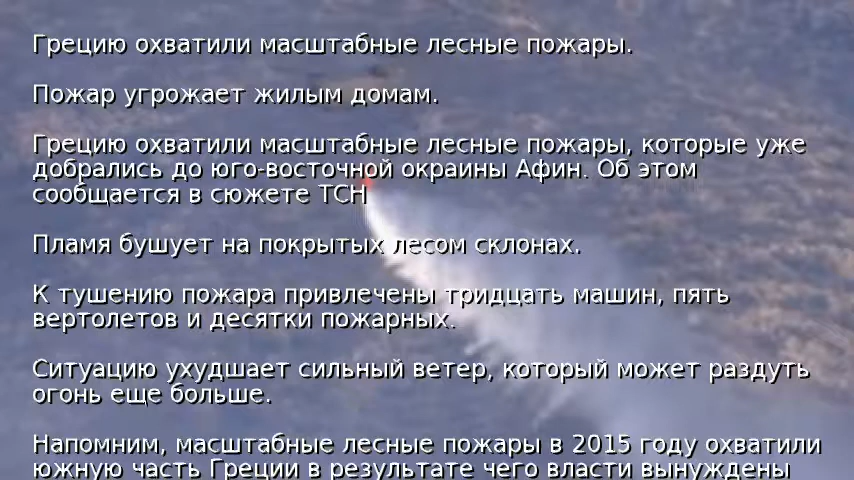 Грецию охватили масштабные лесные пожары.
Пожар угрожает жилым домам.
Грецию охватили масштабные лесные пожары, которые уже
добрались до юго-восточной окраины Афин. Об этом
сообщается в сюжете ТСН
Пламя бушует на покрытых лесом склонах.
К тушению пожара привлечены тридцать машин, пять
вертолетов и десятки пожарных.
Ситуацию ухудшает сильный ветер, который может раздуть
огонь еще больше.
Напомним, масштабные лесные пожары в 2015 году охватили
южную часть Греции в результате чего власти вынуждены